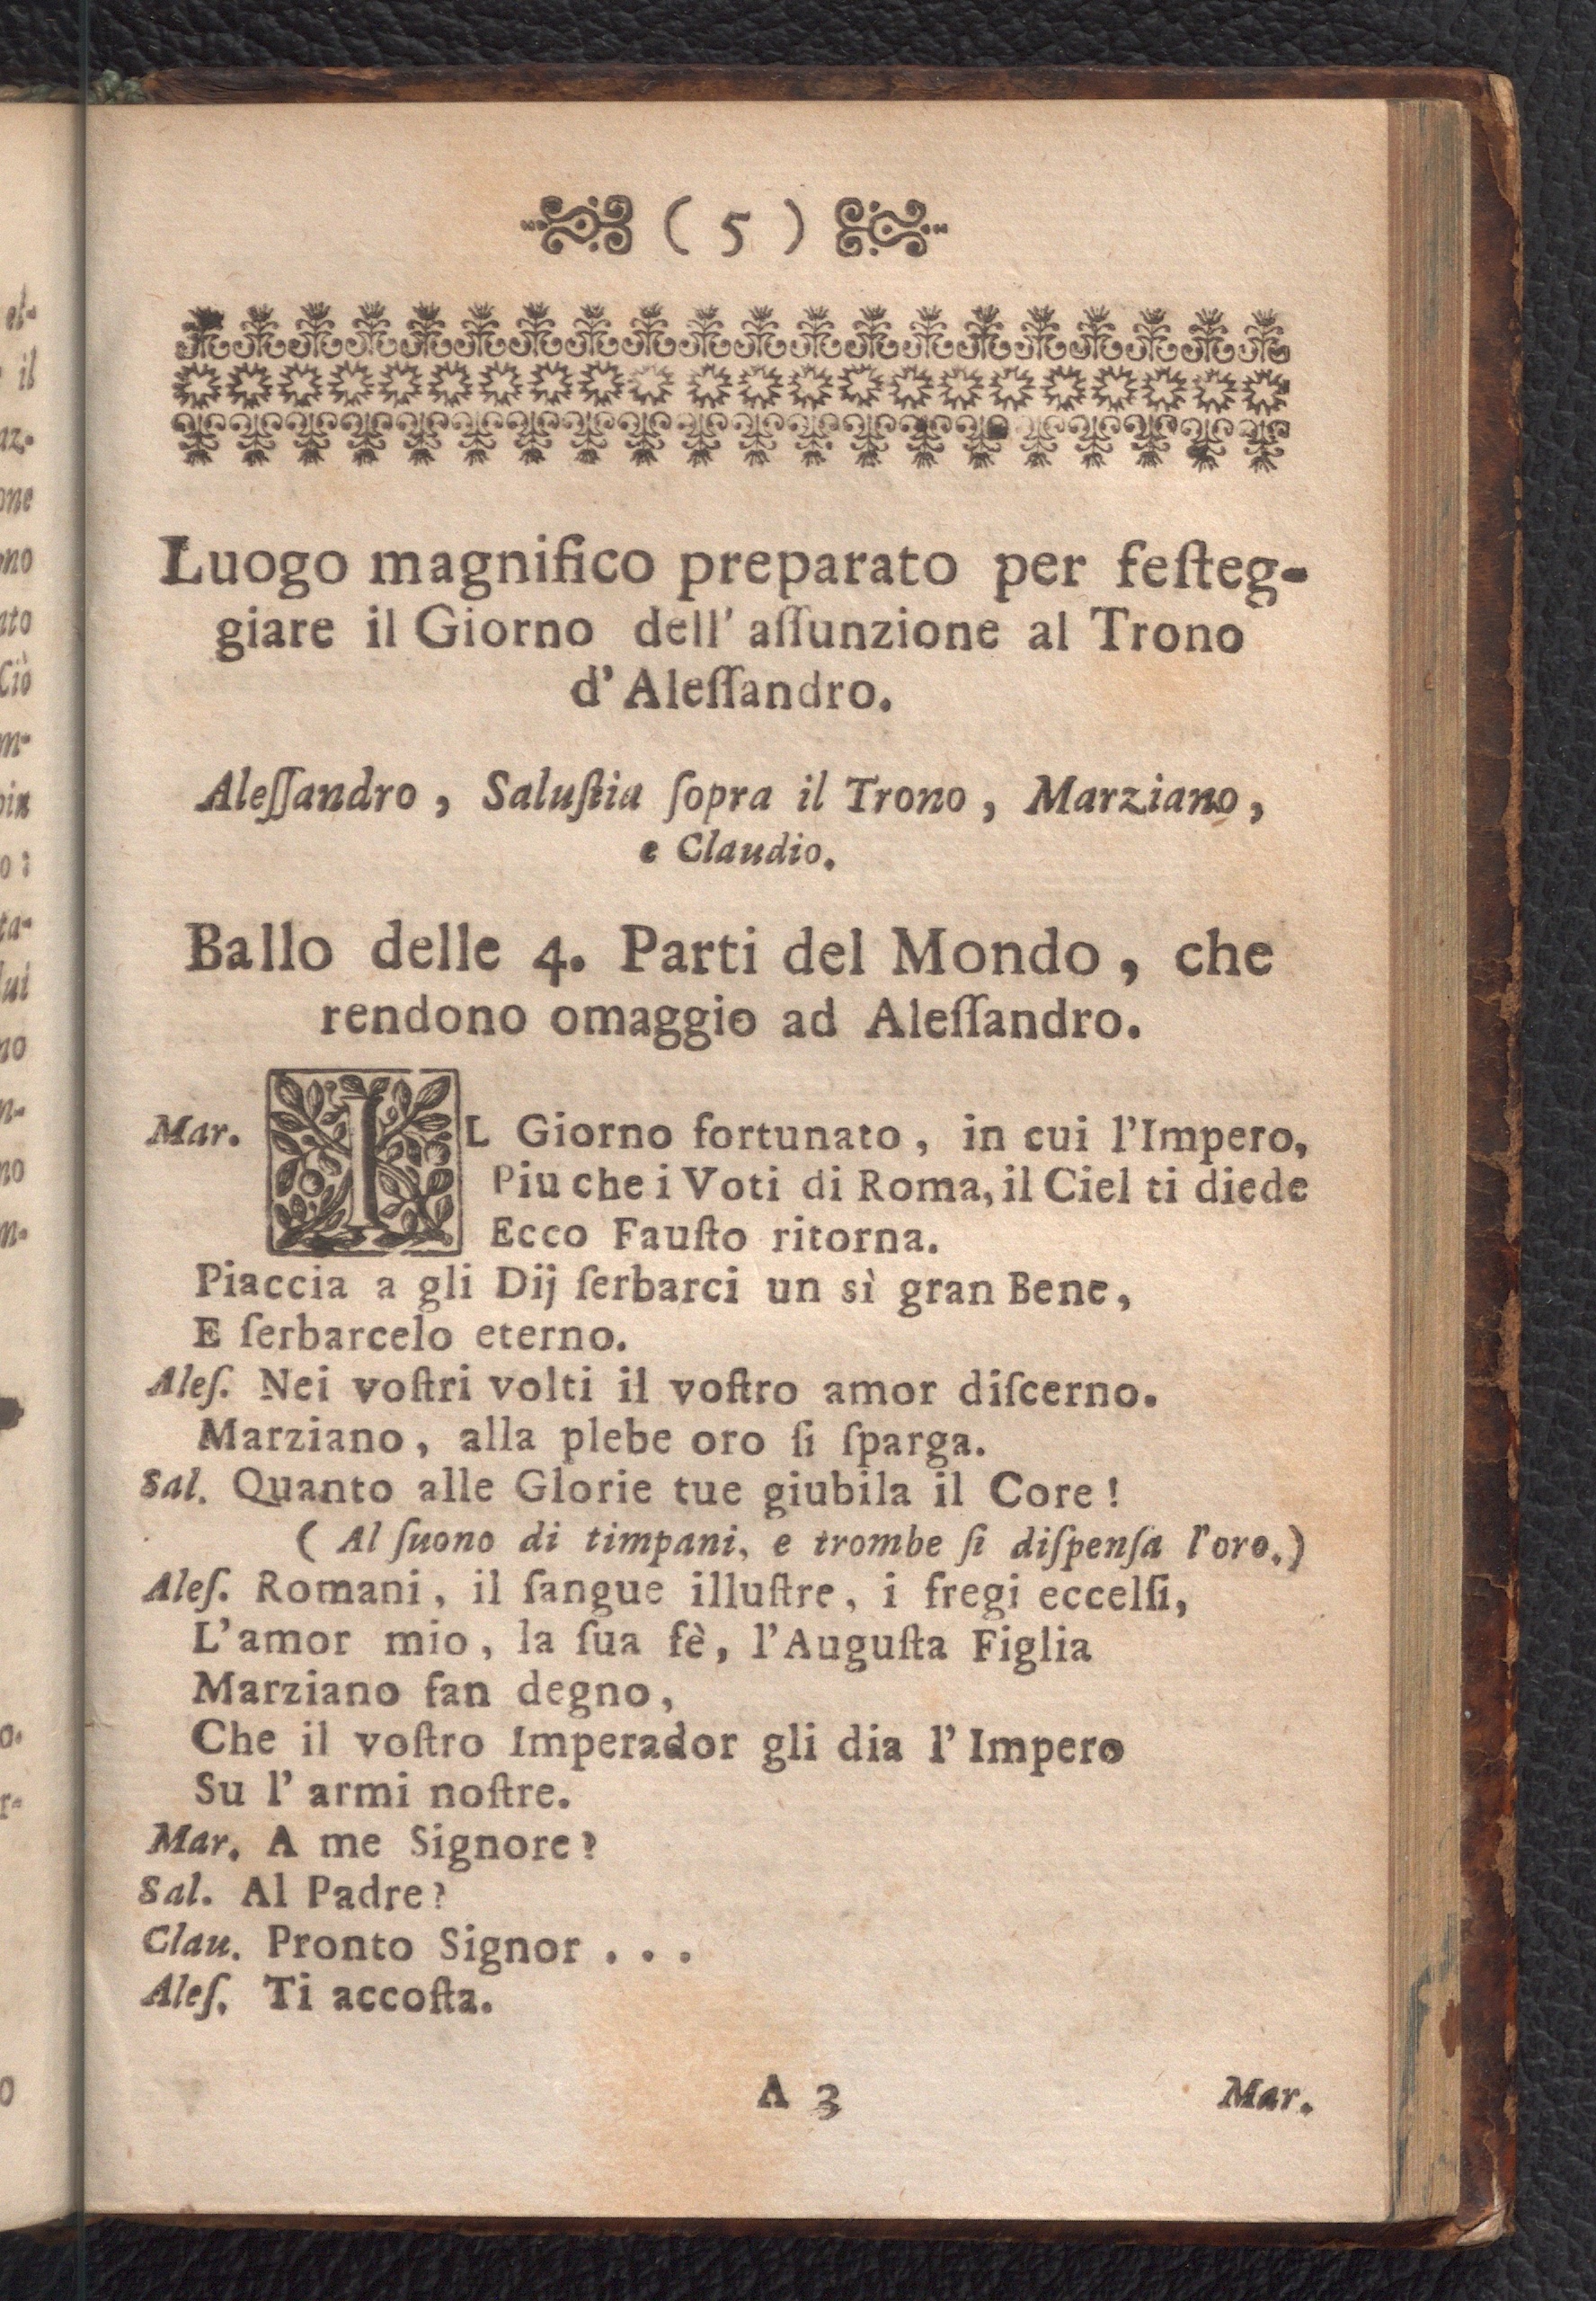 ( 5 )
Luogo magnifico preparato per feſteg-
giare il Giorno dell' aſſunzione al Trono
d' Aleſſandro.
Aleſſandro, Saluſtia ſopra il Trono, Marziano,
e Claudio.
Ballo delle 4. Parti del Mondo, che
rendono omaggio ad Aleſſandro.
Mar. IL Giorno fortunato, in cui l'Impero,
Piu che i Voti di Roma, il Ciel ti diede
Ecco Fauſto ritorna.
Piaccia a gli Dij ſerbarci un sì gran Bene,
E ſerbarcelo eterno.
Aleſ. Nei voſtri volti il voſtro amor diſcerno.
Marziano, alla plebe oro ſi ſparga.
Sal. Quanto alle Glorie tue giubila il Core!
( Al ſuono di timpani, e trombe ſi diſpenſa l'oro.)
Aleſ. Romani, il ſangue illuſtre, i fregi eccelſi,
L'amor mio, la ſua fè, l'Auguſta Figlia
Marziano fan degno,
Che il voſtro Imperador gli dia l' Impero
Su l' armi noſtre.
Mar. A me Signore?
Sal. Al Padre?
Clau. Pronto Signor . . .
Aleſ. Ti accoſta.
A 3 Mar.